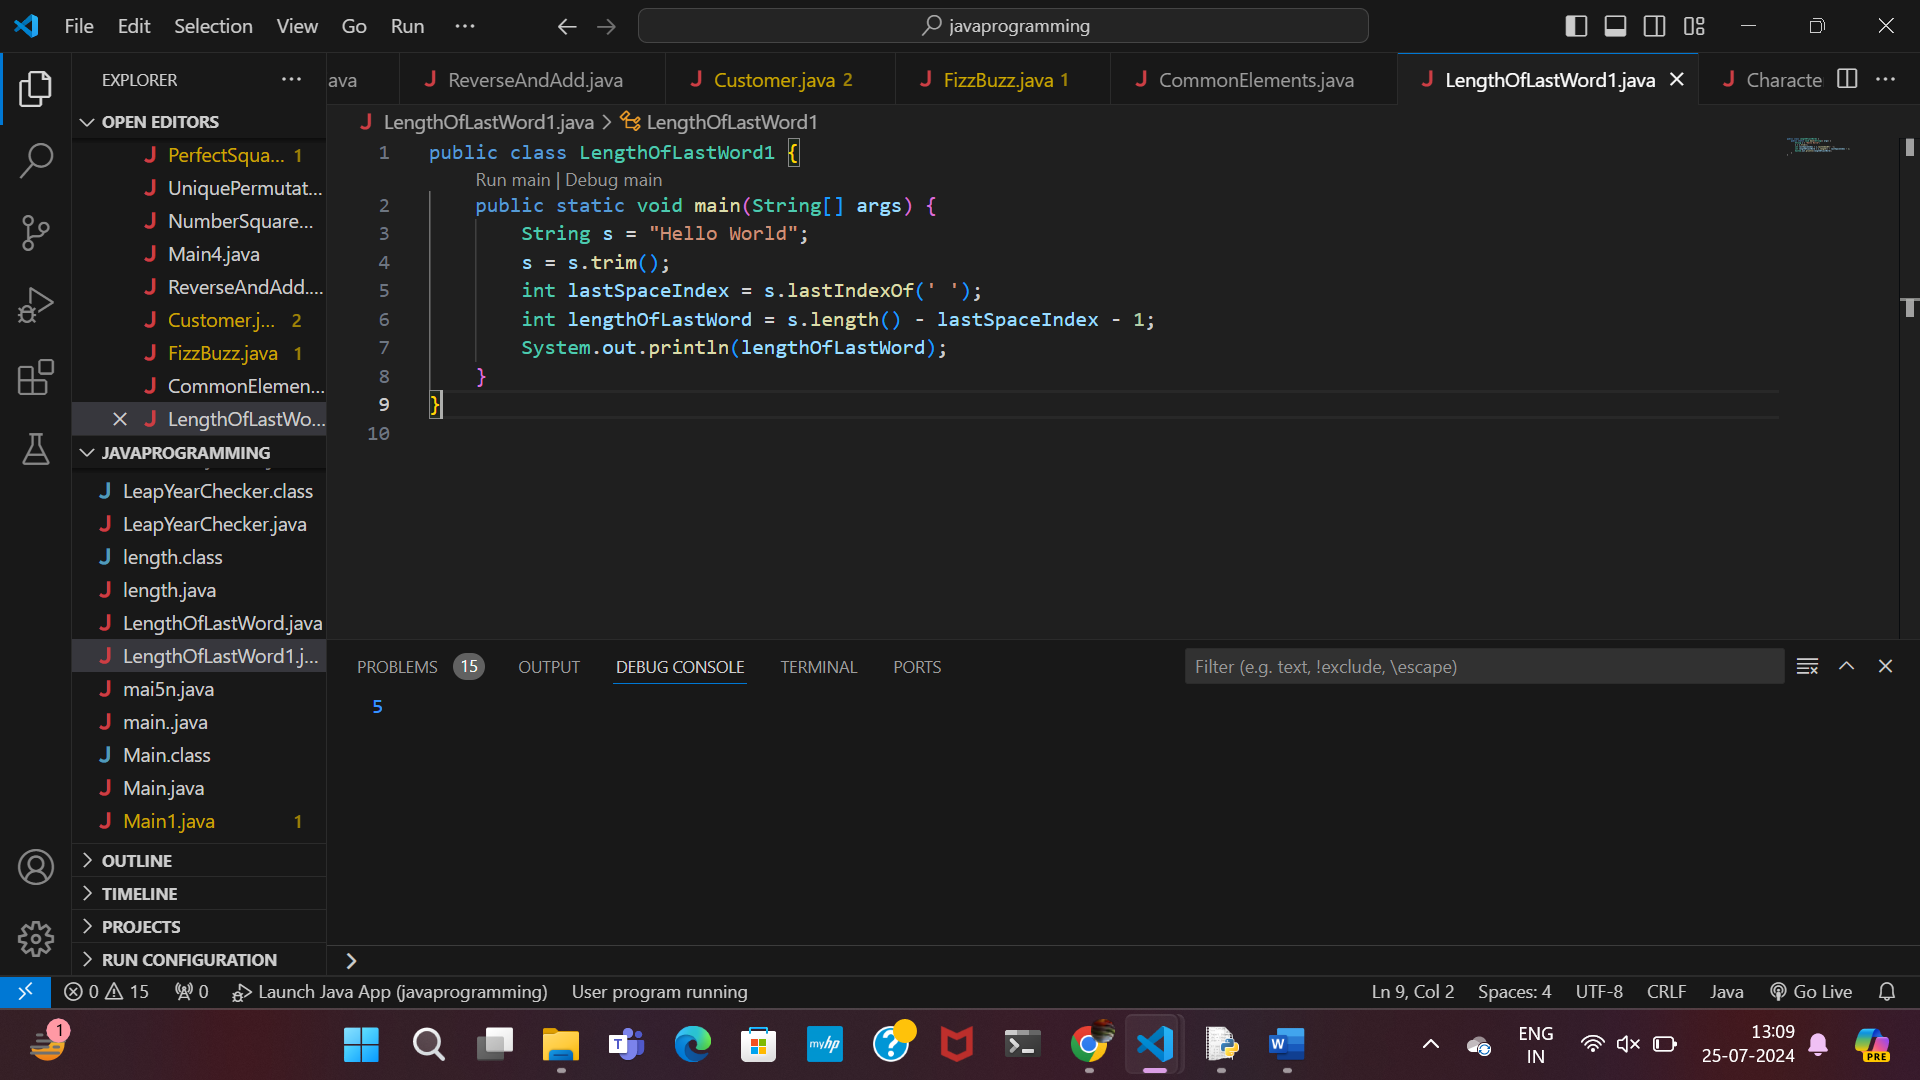 File Edit Selection View Go Run ···
javaprogramming
EXPLORER ···
ava
ReverseAndAdd.java
Customer.java 2
FizzBuzz.java 1
CommonElements.java
LengthOfLastWord1.java
Characte
OPEN EDITORS
PerfectSqua... 1
UniquePermutat...
NumberSquare...
Main4.java
ReverseAndAdd....
Customer.j... 2
FizzBuzz.java 1
CommonElemen...
LengthOfLastWo...
JAVAPROGRAMMING
LeapYearChecker.class
LeapYearChecker.java
length.class
length.java
LengthOfLastWord.java
LengthOfLastWord1.j...
mai5n.java
main..java
Main.class
Main.java
Main1.java 1
OUTLINE
TIMELINE
PROJECTS
RUN CONFIGURATION
LengthOfLastWord1.java > LengthOfLastWord1
1 public class LengthOfLastWord1 {
Run main | Debug main
2 public static void main(String[] args) {
3 String s = "Hello World";
4 s = s.trim();
5 int lastSpaceIndex = s.lastIndexOf(' ');
6 int lengthOfLastWord = s.length() - lastSpaceIndex - 1;
7 System.out.println(lengthOfLastWord);
8 }
9 }
10
PROBLEMS 15 OUTPUT DEBUG CONSOLE TERMINAL PORTS
Filter (e.g. text, !exclude, \escape)
5
0 15 0 Launch Java App (javaprogramming) User program running
Ln 9, Col 2 Spaces: 4 UTF-8 CRLF Java Go Live
1
myhp
W
PRE
ENG
IN
13:09
25-07-2024